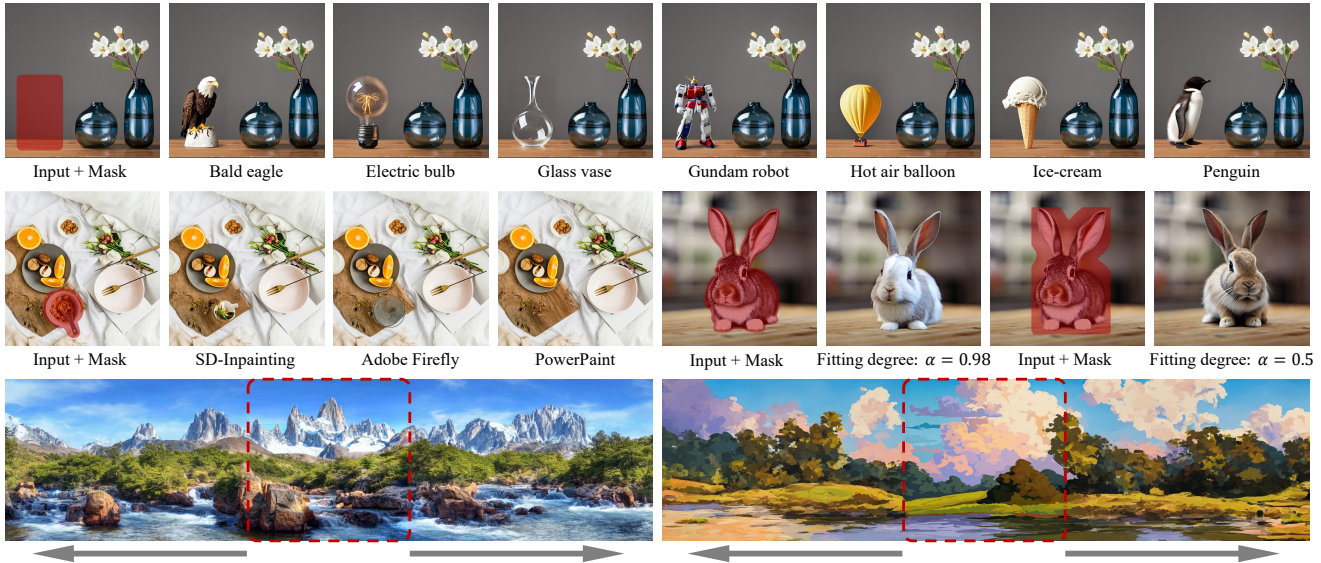 Input + Mask
Bald eagle
Electric bulb
Glass vase
Gundam robot
Hot air balloon
Ice-cream
Penguin
Input + Mask
SD-Inpainting
Adobe Firefly
PowerPaint
Input + Mask
Fitting degree: α = 0.98
Input + Mask
Fitting degree: α = 0.5